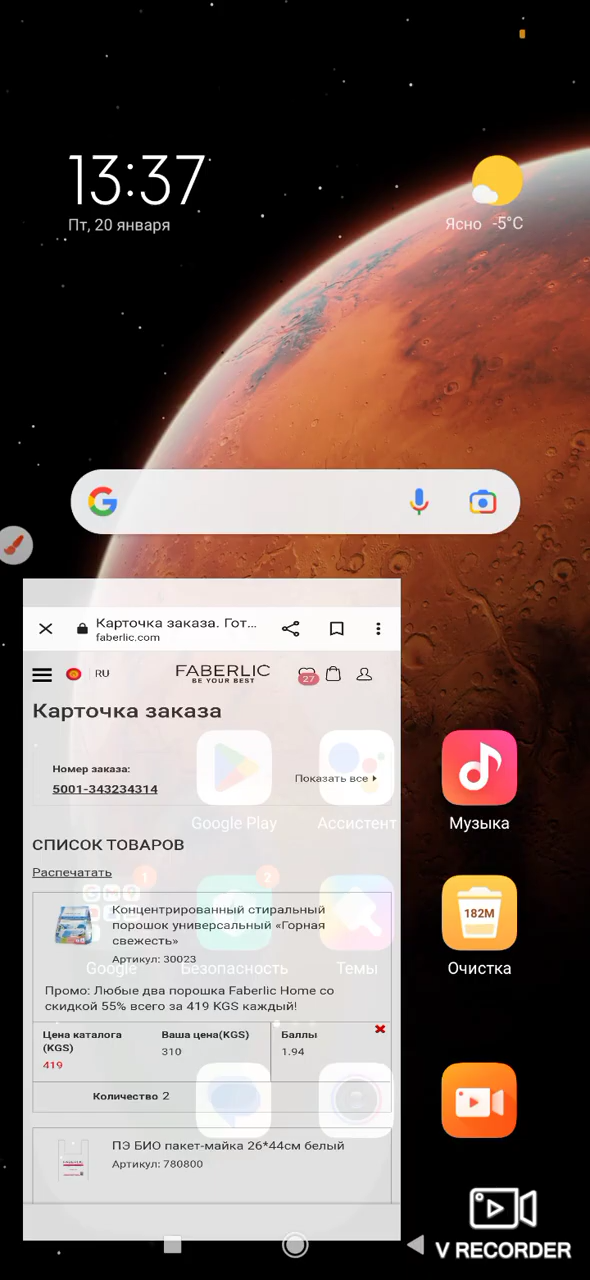 13:37
Пт, 20 января
Ясно -5°C
Карточка заказа. Гот...
faberlic.com
RU
FABERLIC
BE YOUR BEST
27
Карточка заказа
Номер заказа:
5001-343234314
Показать все
Google Play
Ассистент
Музыка
СПИСОК ТОВАРОВ
Распечатать
1
2
182M
Концентрированный стиральный
порошок универсальный «Горная
свежесть»
Артикул: 30023
Google
Безопасность
Темы
Очистка
Промо: Любые два порошка Faberlic Home со
скидкой 55% всего за 419 KGS каждый!
Цена каталога
(KGS)
419
Ваша цена(KGS)
310
Баллы
1.94
Количество 2
ПЭ БИО пакет-майка 26*44см белый
Артикул: 780800
V RECORDER